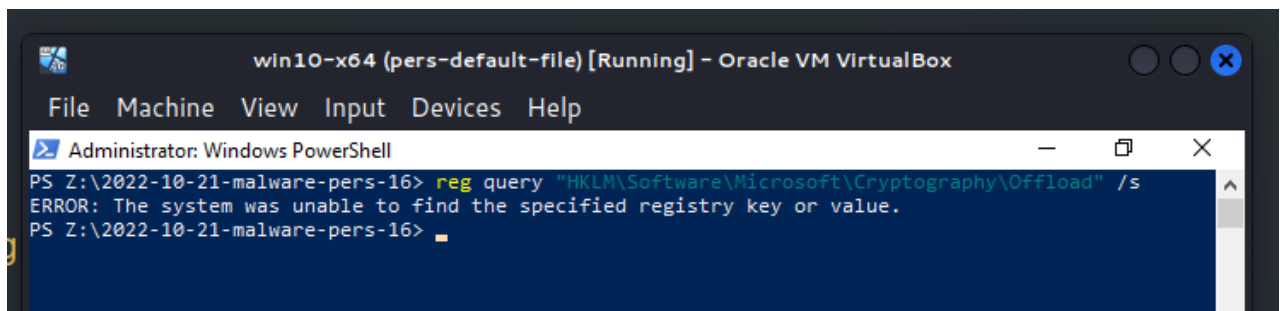 win10-x64 (pers-default-file) [Running] - Oracle VM VirtualBox
File Machine View Input Devices Help
Administrator: Windows PowerShell
PS Z:\2022-10-21-malware-pers-16> reg query "HKLM\Software\Microsoft\Cryptography\Offload" /s
ERROR: The system was unable to find the specified registry key or value.
PS Z:\2022-10-21-malware-pers-16>